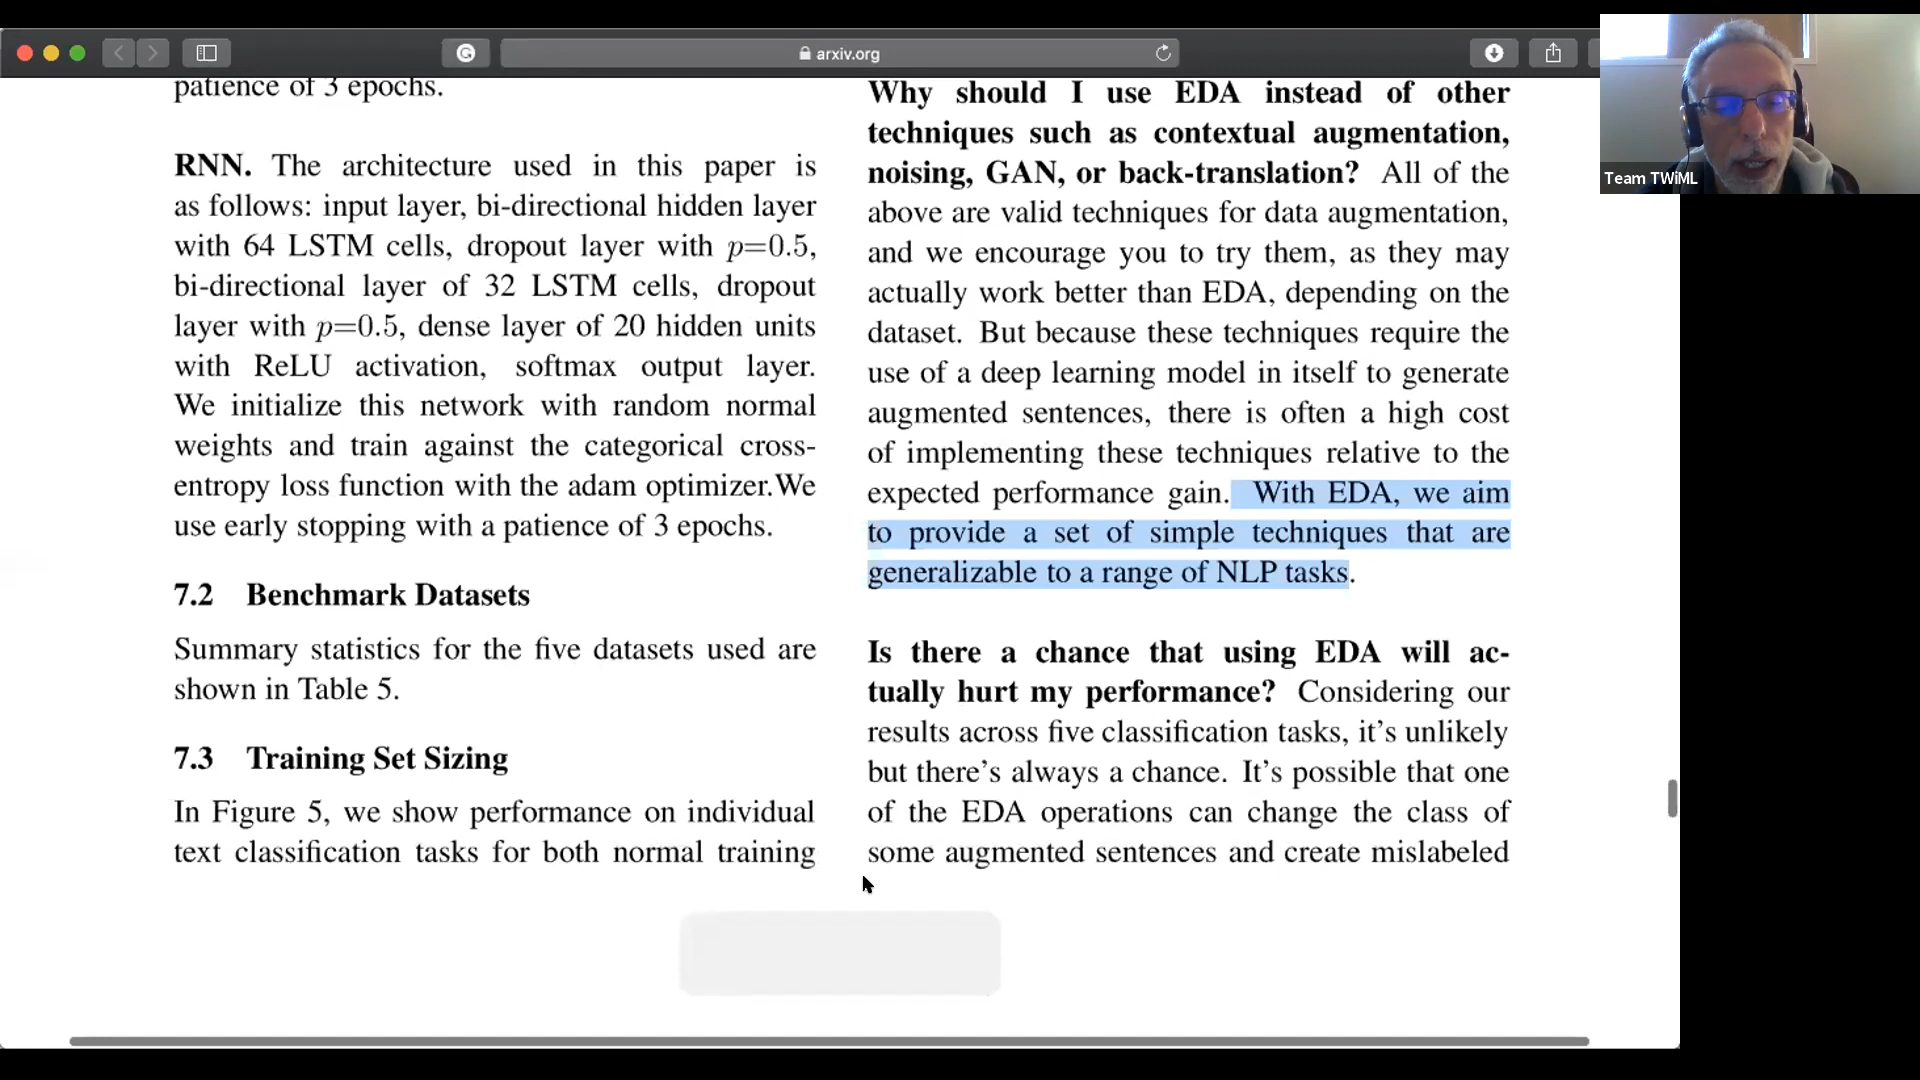 arxiv.org
patience of 3 epochs.
RNN. The architecture used in this paper is
as follows: input layer, bi-directional hidden layer
with 64 LSTM cells, dropout layer with p=0.5,
bi-directional layer of 32 LSTM cells, dropout
layer with p=0.5, dense layer of 20 hidden units
with ReLU activation, softmax output layer.
We initialize this network with random normal
weights and train against the categorical cross-
entropy loss function with the adam optimizer.We
use early stopping with a patience of 3 epochs.
7.2 Benchmark Datasets
Summary statistics for the five datasets used are
shown in Table 5.
7.3 Training Set Sizing
In Figure 5, we show performance on individual
text classification tasks for both normal training
Why should I use EDA instead of other
techniques such as contextual augmentation,
noising, GAN, or back-translation? All of the
above are valid techniques for data augmentation,
and we encourage you to try them, as they may
actually work better than EDA, depending on the
dataset. But because these techniques require the
use of a deep learning model in itself to generate
augmented sentences, there is often a high cost
of implementing these techniques relative to the
expected performance gain. With EDA, we aim
to provide a set of simple techniques that are
generalizable to a range of NLP tasks.
Is there a chance that using EDA will ac-
tually hurt my performance? Considering our
results across five classification tasks, it's unlikely
but there's always a chance. It's possible that one
of the EDA operations can change the class of
some augmented sentences and create mislabeled
Team TWiML